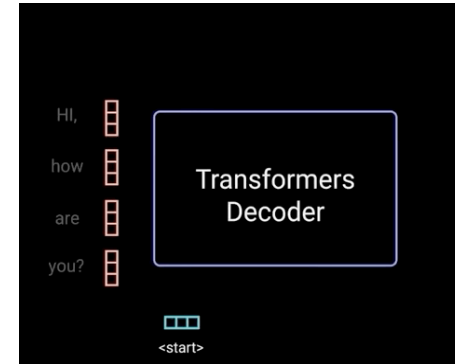 HI,
how
are
you?
Transformers
Decoder
<start>